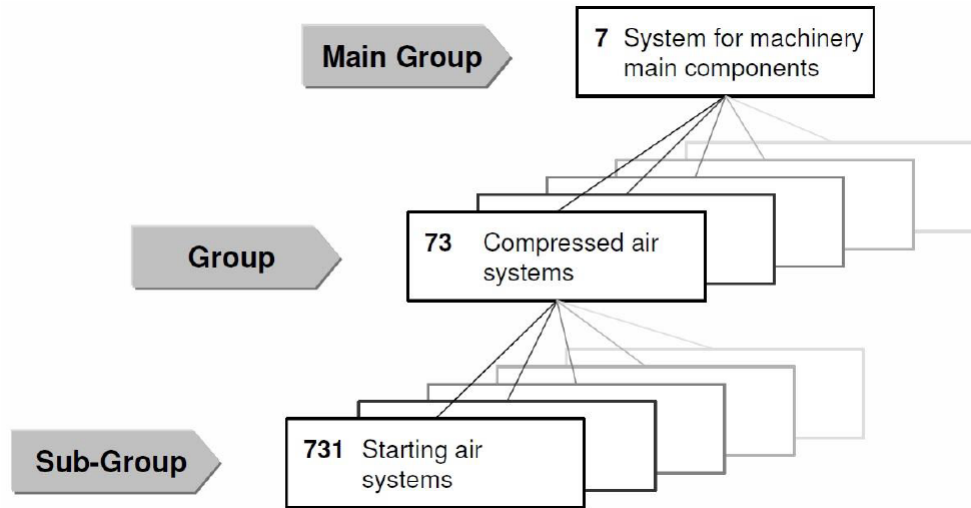 Main Group
7 System for machinery
main components
Group
73 Compressed air
systems
Sub-Group
731 Starting air
systems